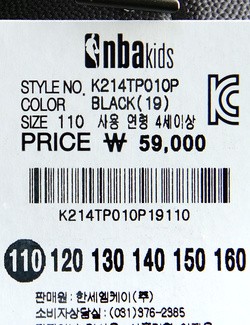 nbakids
STYLE NO. K214TP010P
COLOR BLACK(19)
SIZE 110 사용 연령 4세이상
PRICE ₩ 59,000
K214TP010P19110
110 120 130 140 150 160
판매원 : 한세엠케이(주)
소비자상담실 : (031)376-2385